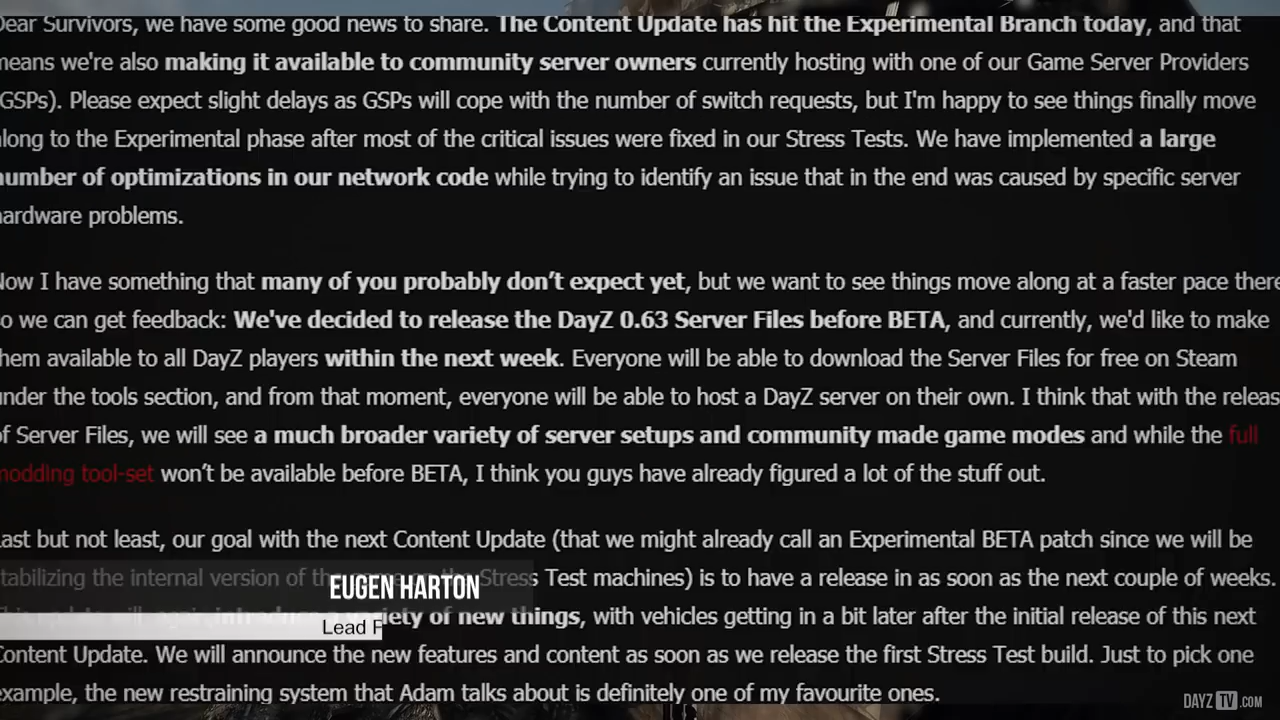 Dear Survivors, we have some good news to share. The Content Update has hit the Experimental Branch today, and that
means we're also making it available to community server owners currently hosting with one of our Game Server Providers
(GSPs). Please expect slight delays as GSPs will cope with the number of switch requests, but I'm happy to see things finally move
along to the Experimental phase after most of the critical issues were fixed in our Stress Tests. We have implemented a large
number of optimizations in our network code while trying to identify an issue that in the end was caused by specific server
hardware problems.
Now I have something that many of you probably don't expect yet, but we want to see things move along at a faster pace there
so we can get feedback: We've decided to release the DayZ 0.63 Server Files before BETA, and currently, we'd like to make
them available to all DayZ players within the next week. Everyone will be able to download the Server Files for free on Steam
under the tools section, and from that moment, everyone will be able to host a DayZ server on their own. I think that with the releas
of Server Files, we will see a much broader variety of server setups and community made game modes and while the full
modding tool-set won't be available before BETA, I think you guys have already figured a lot of the stuff out.
Last but not least, our goal with the next Content Update (that we might already call an Experimental BETA patch since we will be
stabilizing the internal version of the Stress Test machines) is to have a release in as soon as the next couple of weeks.
EUGEN HARTON
This update will again introduce a variety of new things, with vehicles getting in a bit later after the initial release of this next
Lead F
Content Update. We will announce the new features and content as soon as we release the first Stress Test build. Just to pick one
example, the new restraining system that Adam talks about is definitely one of my favourite ones.
DAYZ TV .COM